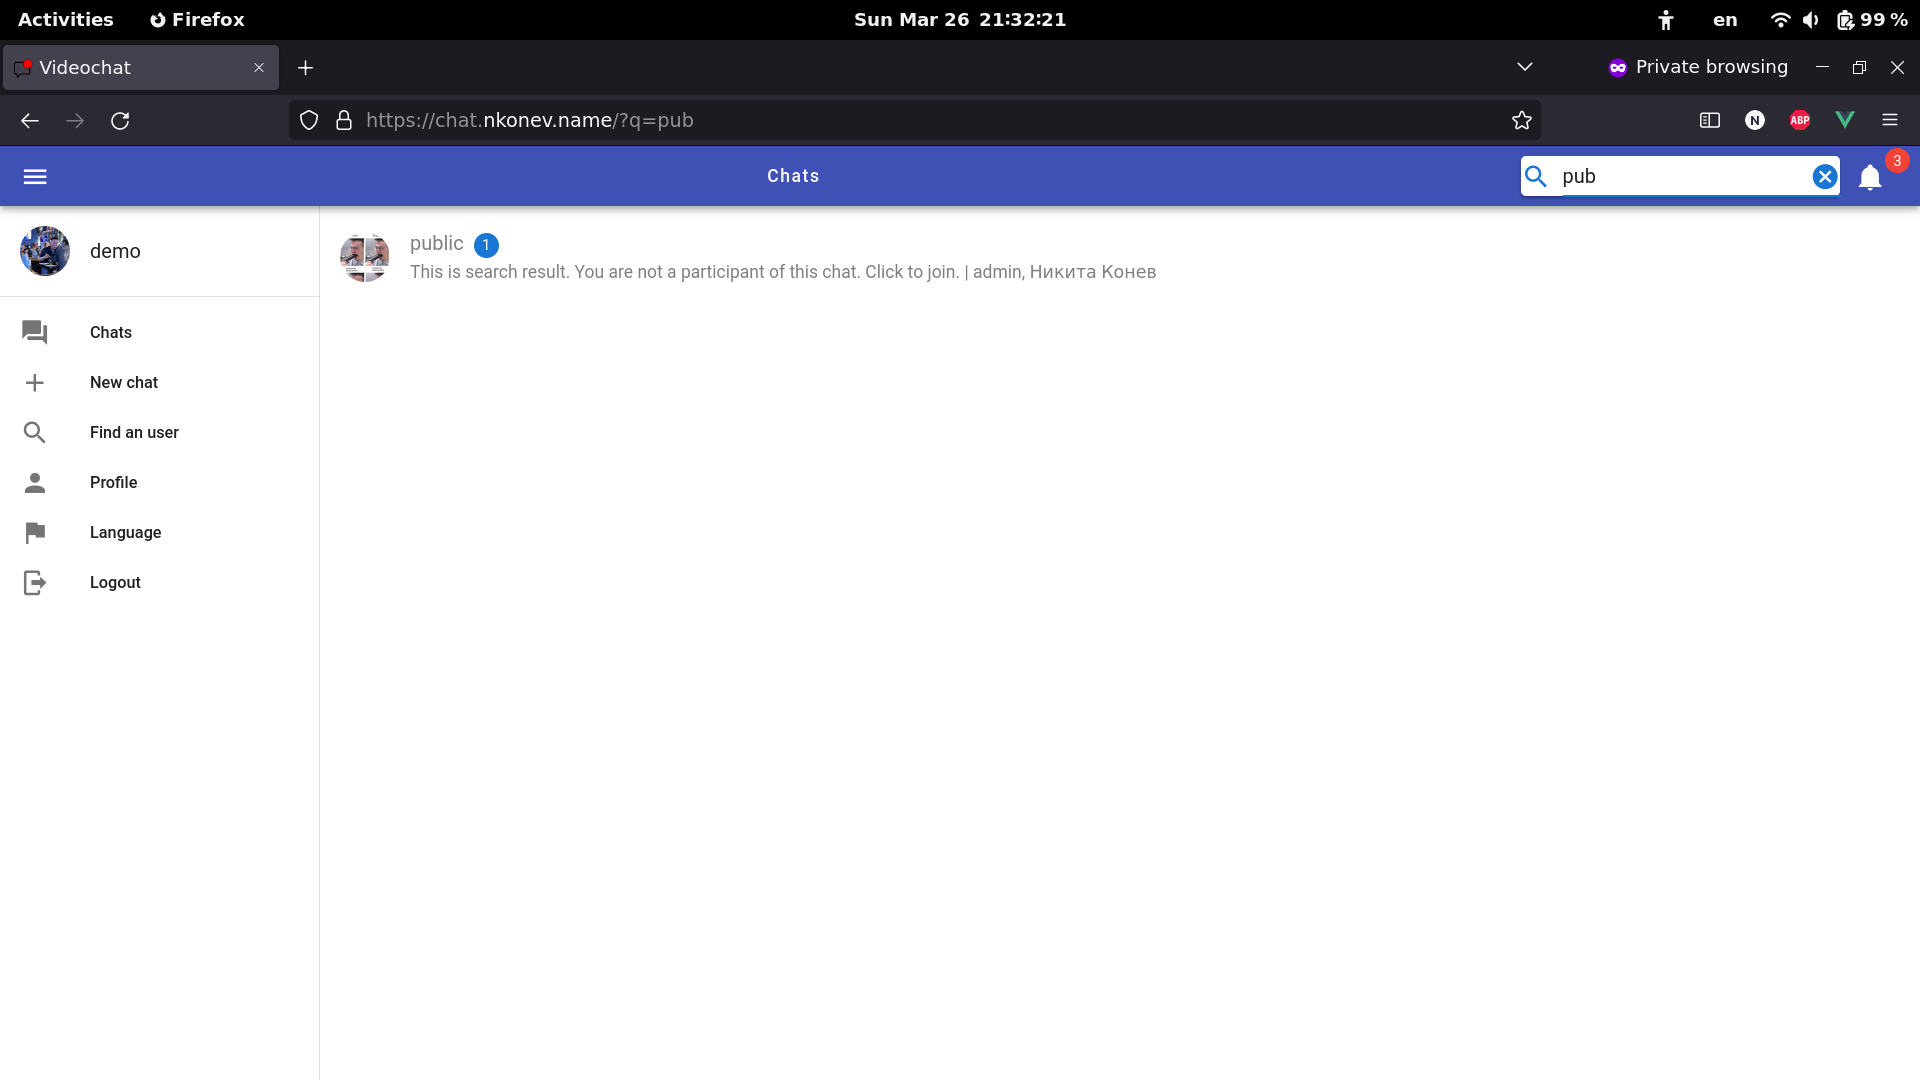 Activities Firefox Sun Mar 26 21:32:21 en 99 %
Videochat Private browsing
https://chat.nkonev.name/?q=pub N ABP
Chats pub 3
demo
public 1
This is search result. You are not a participant of this chat. Click to join. | admin, Никита Конев
Chats
New chat
Find an user
Profile
Language
Logout